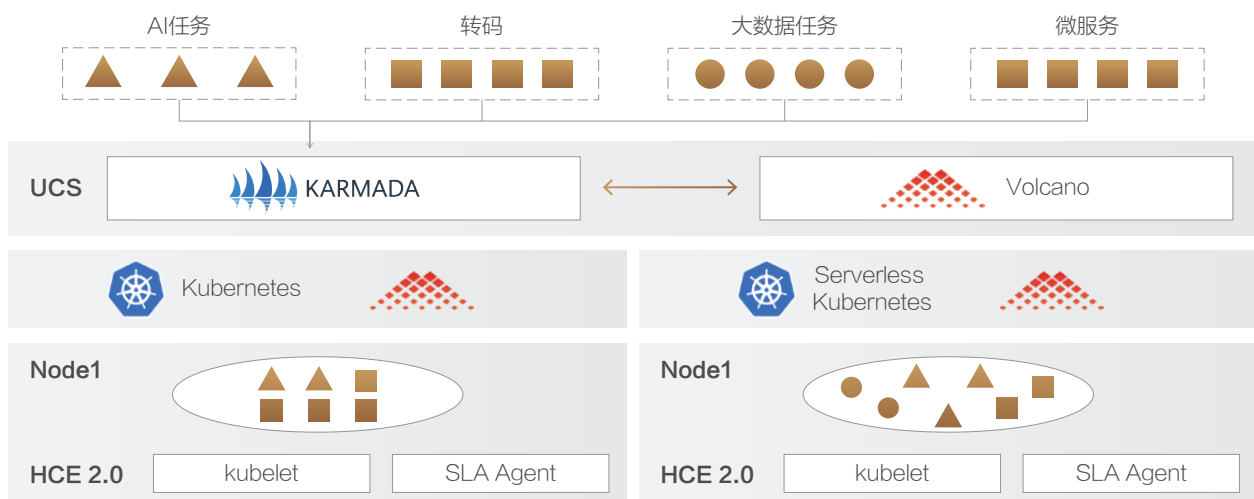 AI任务
转码
大数据任务
微服务
UCS
KARMADA
Volcano
Kubernetes
Serverless
Kubernetes
Node1
Node1
HCE 2.0
kubelet
SLA Agent
HCE 2.0
kubelet
SLA Agent